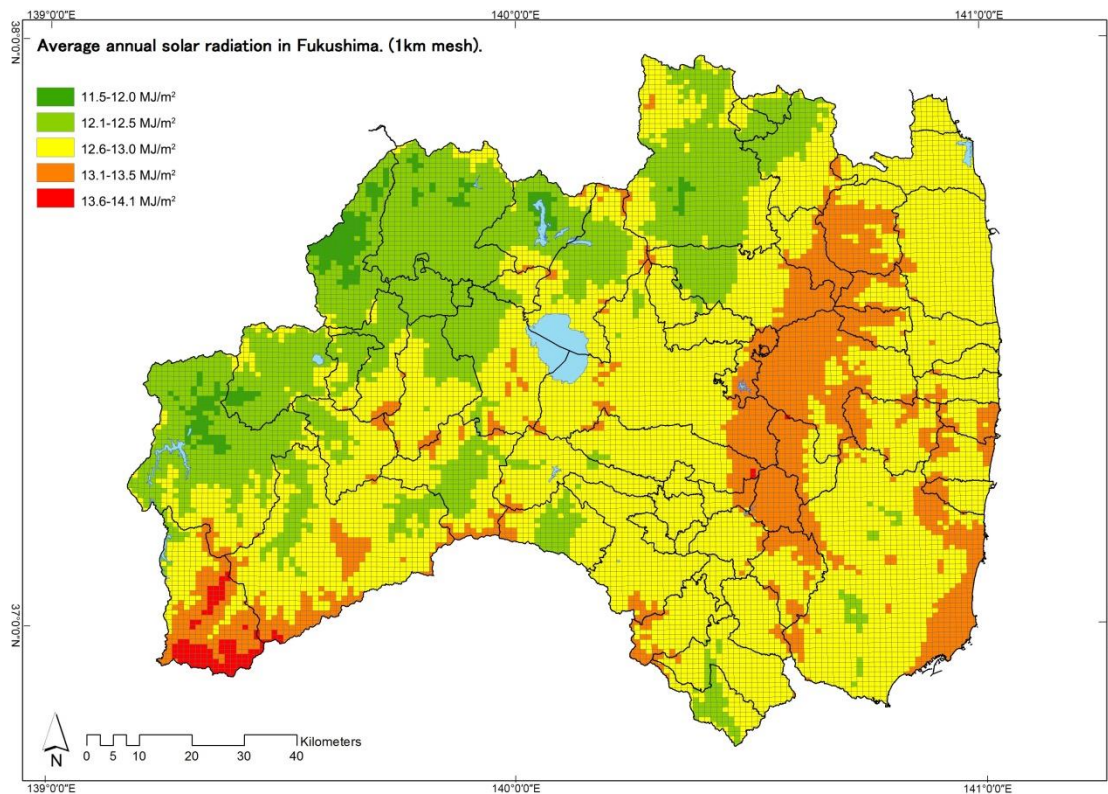 139°0'0"E 140°0'0"E 141°0'0"E
38°0'0"N
Average annual solar radiation in Fukushima. (1km mesh).
11.5-12.0 MJ/m²
12.1-12.5 MJ/m²
12.6-13.0 MJ/m²
13.1-13.5 MJ/m²
13.6-14.1 MJ/m²
37°0'0"N
Kilometers
0 5 10 20 30 40
N
139°0'0"E 140°0'0"E 141°0'0"E